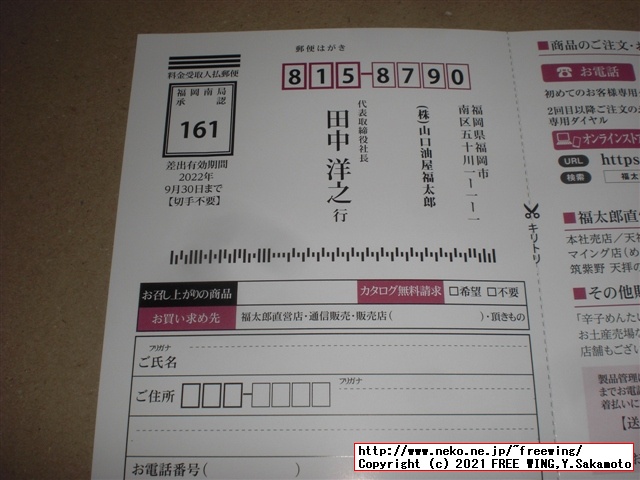 郵便はがき
料金受取人払郵便
福岡南局
承認
161
差出有効期間
2022年
9月30日まで
【切手不要】
815-8790
福岡県福岡市
南区五十川一ー一ー一
(株)山口油屋福太郎
代表取締役社長
田中 洋之 行
キリトリ
お召し上がりの商品
カタログ無料請求 □希望 □不要
お買い求め先
福太郎直営店・通信販売・販売店( )・頂きもの
フリガナ
ご氏名
ご住所
フリガナ
お電話番号( )
■商品のご注文・お
お電話
初めてのお客様専用
2回目以降ご注文の
専用ダイヤル
オンラインスト
URL https
検索 福太
■福太郎直営
本社売店／天神
マイング店(め
筑紫野 天拝の
■その他販
「辛子めんたい
お土産売場な
店舗もござい
製品管理に
までお電話
着払いに
【送
http://www.neko.ne.jp/~freewing/
Copyright (c) 2021 FREE WING,Y.Sakamoto